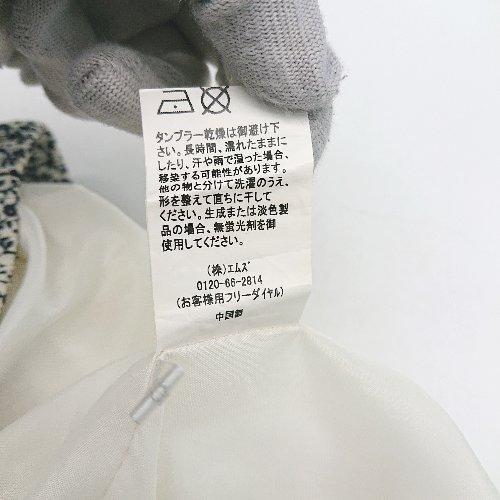 タンブラー乾燥は御避け下
さい。長時間、濡れたままに
したり、汗や雨で湿った場合、
移染する可能性があります。
他の物と分けて洗濯のうえ、
形を整えて直ちに干して
ください。生成または淡色製
品の場合、無蛍光剤を御
使用してください。
(株)エムズ
0120-66-2814
(お客様用フリーダイヤル)
中国製